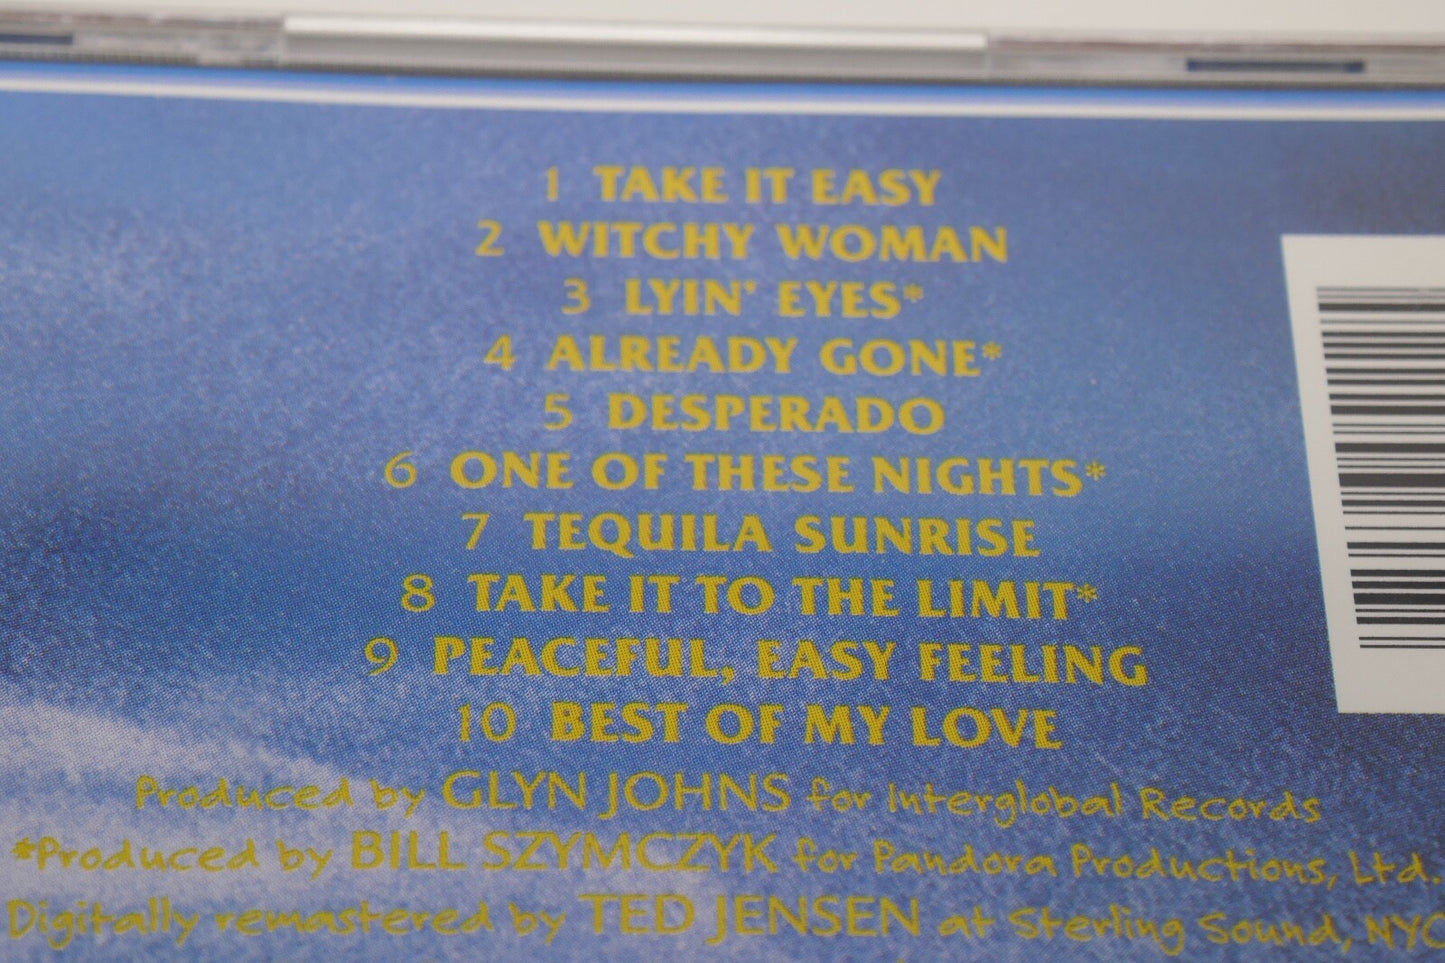 1 TAKE IT EASY
2 WITCHY WOMAN
3 LYIN' EYES*
4 ALREADY GONE*
5 DESPERADO
6 ONE OF THESE NIGHTS*
7 TEQUILA SUNRISE
8 TAKE IT TO THE LIMIT*
9 PEACEFUL, EASY FEELING
10 BEST OF MY LOVE
Produced by GLYN JOHNS for Interglobal Records
*Produced by BILL SZYMCZYK for Pandora Productions, Ltd.
Digitally remastered by TED JENSEN at Sterling Sound, NYC